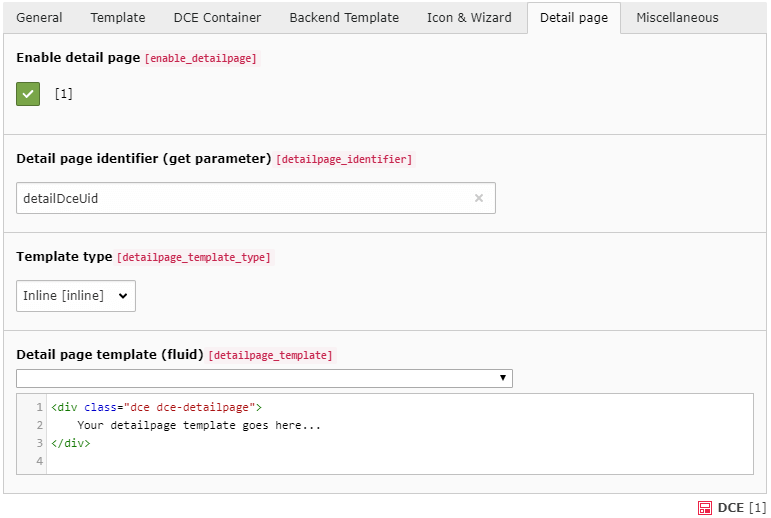 General Template DCE Container Backend Template Icon & Wizard Detail page Miscellaneous
Enable detail page [enable_detailpage]
[1]
Detail page identifier (get parameter) [detailpage_identifier]
detailDceUid ×
Template type [detailpage_template_type]
Inline [inline]
Detail page template (fluid) [detailpage_template]
1 <div class="dce dce-detailpage">
2 Your detailpage template goes here...
3 </div>
4
DCE [1]